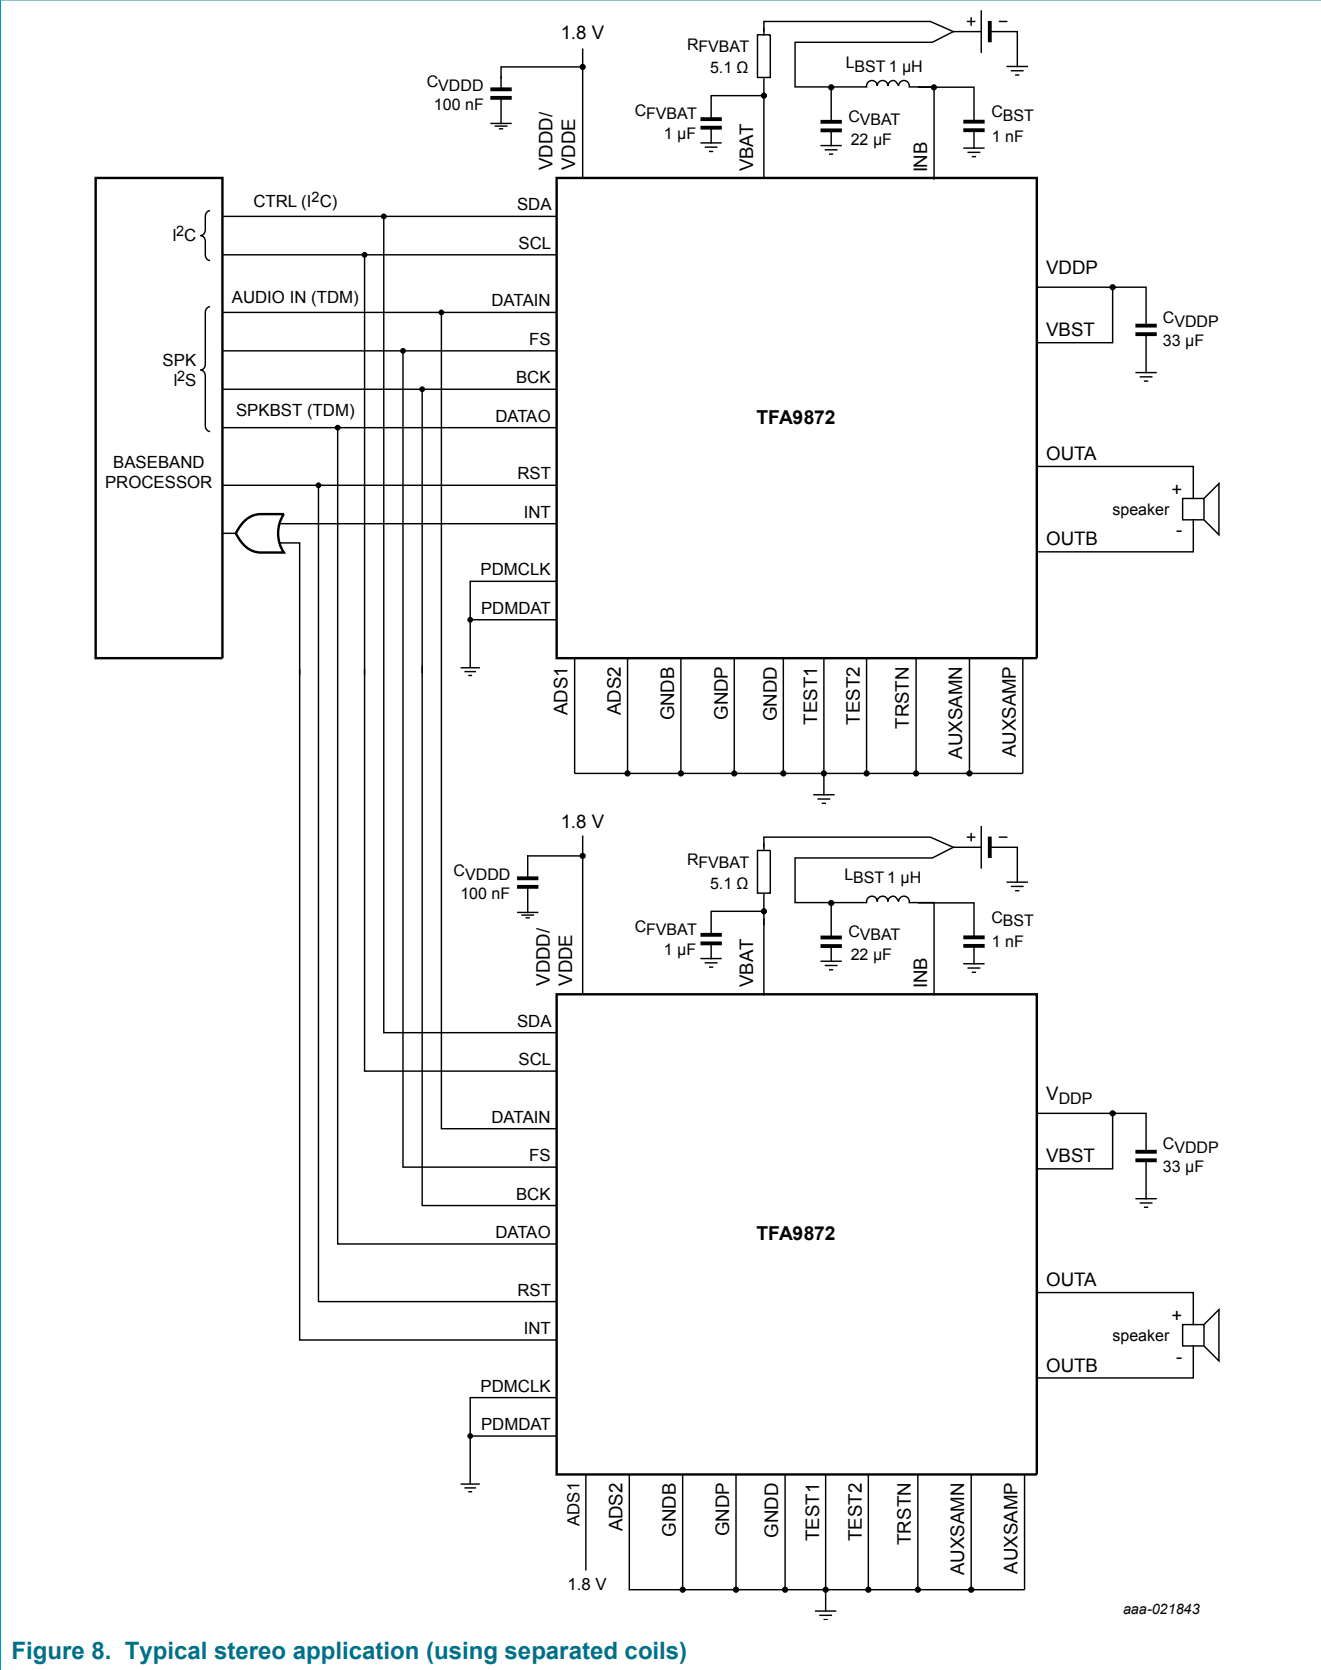 1.8 V
CVDDD
100 nF
VDDD/
VDDE
RFVBAT
5.1 Ω
CFVBAT
1 µF
VBAT
+
−
LBST 1 µH
CVBAT
22 µF
INB
CBST
1 nF
I2C
SPK
I2S
BASEBAND
PROCESSOR
CTRL (I2C)
AUDIO IN (TDM)
SPKBST (TDM)
SDA
SCL
DATAIN
FS
BCK
DATAO
RST
INT
PDMCLK
PDMDAT
TFA9872
VDDP
VBST
CVDDP
33 µF
OUTA
speaker
+
-
OUTB
ADS1
ADS2
GNDB
GNDP
GNDD
TEST1
TEST2
TRSTN
AUXSAMN
AUXSAMP
1.8 V
CVDDD
100 nF
VDDD/
VDDE
RFVBAT
5.1 Ω
CFVBAT
1 µF
VBAT
+
−
LBST 1 µH
CVBAT
22 µF
INB
CBST
1 nF
SDA
SCL
DATAIN
FS
BCK
DATAO
RST
INT
PDMCLK
PDMDAT
TFA9872
VDDP
VBST
CVDDP
33 µF
OUTA
speaker
+
-
OUTB
ADS1
ADS2
GNDB
GNDP
GNDD
TEST1
TEST2
TRSTN
AUXSAMN
AUXSAMP
1.8 V
aaa-021843
Figure 8. Typical stereo application (using separated coils)